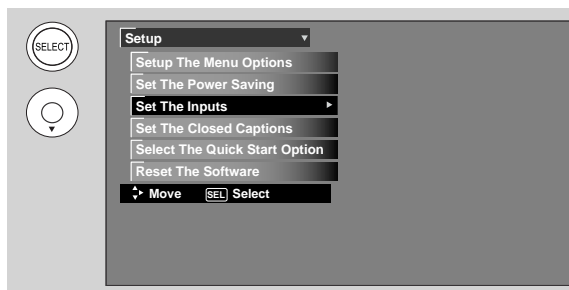 SELECT
Setup
Setup The Menu Options
Set The Power Saving
Set The Inputs
Set The Closed Captions
Select The Quick Start Option
Reset The Software
Move SEL Select